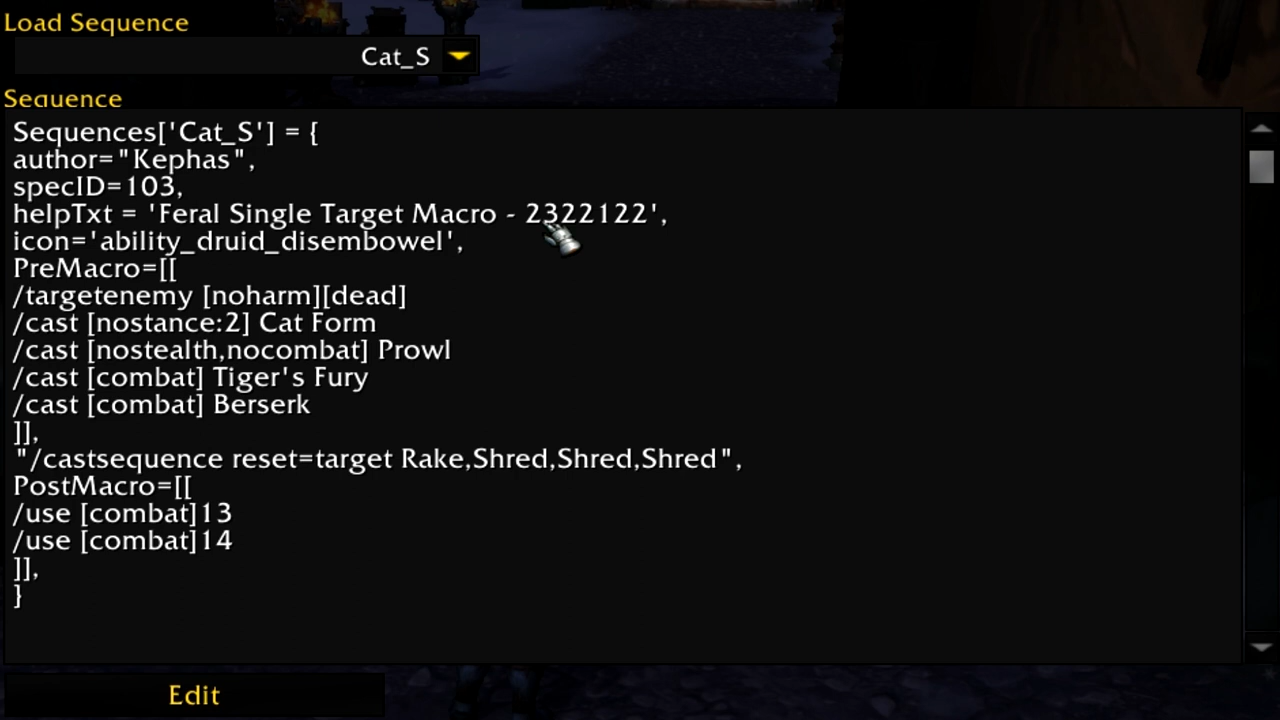 Load Sequence
Cat_S
Sequence
Sequences['Cat_S'] = {
author="Kephas",
specID=103,
helpTxt = 'Feral Single Target Macro - 2322122',
icon='ability_druid_disembowel',
PreMacro=[[
/targetenemy [noharm][dead]
/cast [nostance:2] Cat Form
/cast [nostealth,nocombat] Prowl
/cast [combat] Tiger's Fury
/cast [combat] Berserk
]],
"/castsequence reset=target Rake,Shred,Shred,Shred",
PostMacro=[[
/use [combat]13
/use [combat]14
]],
}
Edit